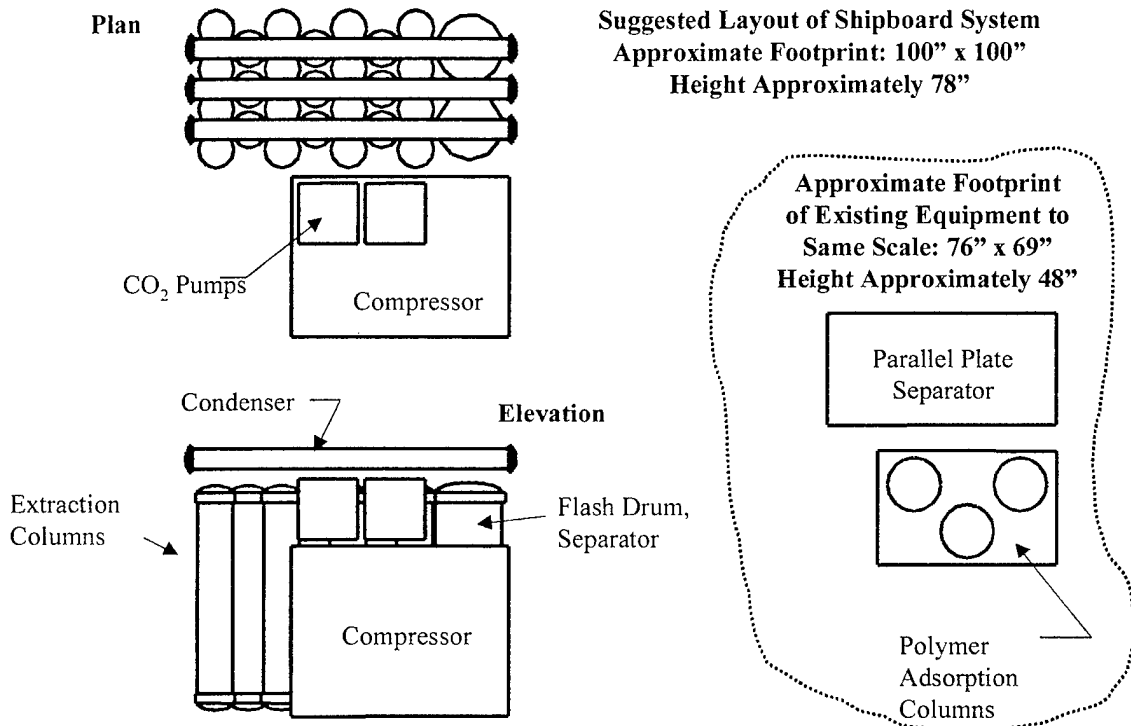 Plan
Suggested Layout of Shipboard System
Approximate Footprint: 100” x 100”
Height Approximately 78”
CO₂ Pumps
Compressor
Approximate Footprint
of Existing Equipment to
Same Scale: 76” x 69”
Height Approximately 48”
Parallel Plate
Separator
Polymer
Adsorption
Columns
Elevation
Condenser
Extraction
Columns
Flash Drum,
Separator
Compressor